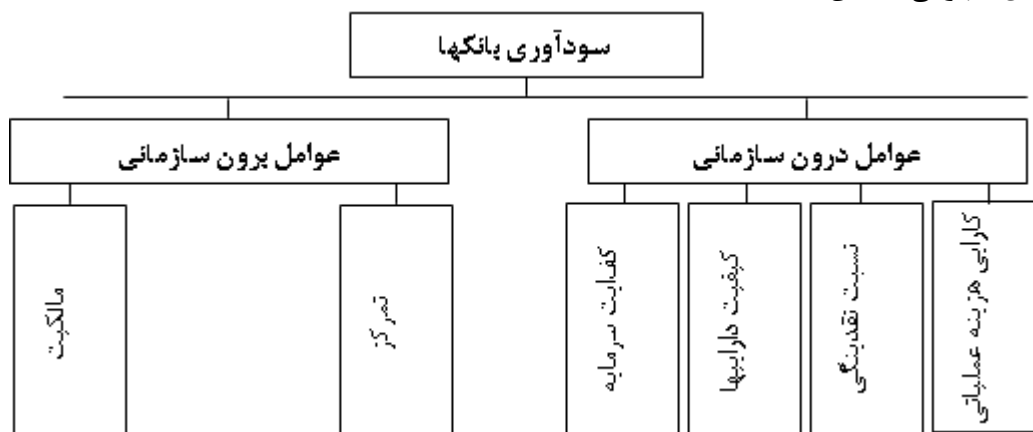 سودآوری بانکها
عوامل درون سازمانی
عوامل برون سازمانی
کارایی هزینه عملیاتی
نسبت نقدینگی
کیفیت داراییها
کفایت سرمایه
تمرکز
مالکیت